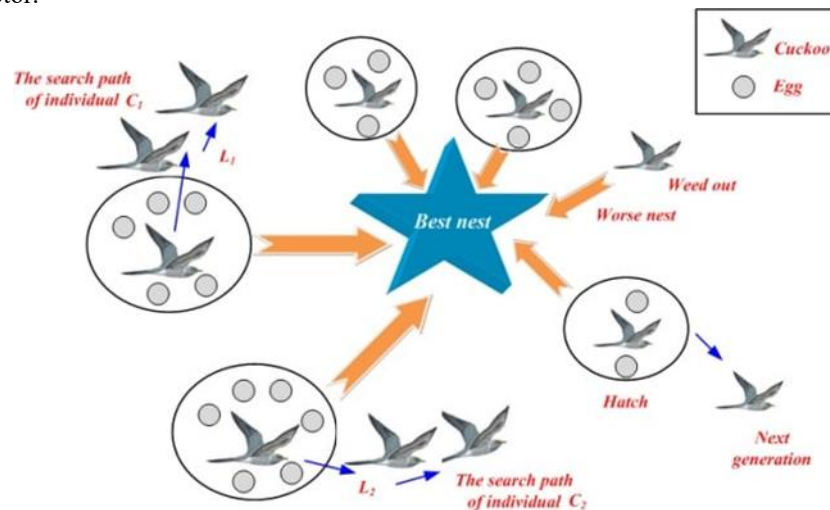 Cuckoo
Egg
The search path
of individual C₁
L₁
Best nest
Weed out
Worse nest
Hatch
Next
generation
L₂
The search path
of individual C₂